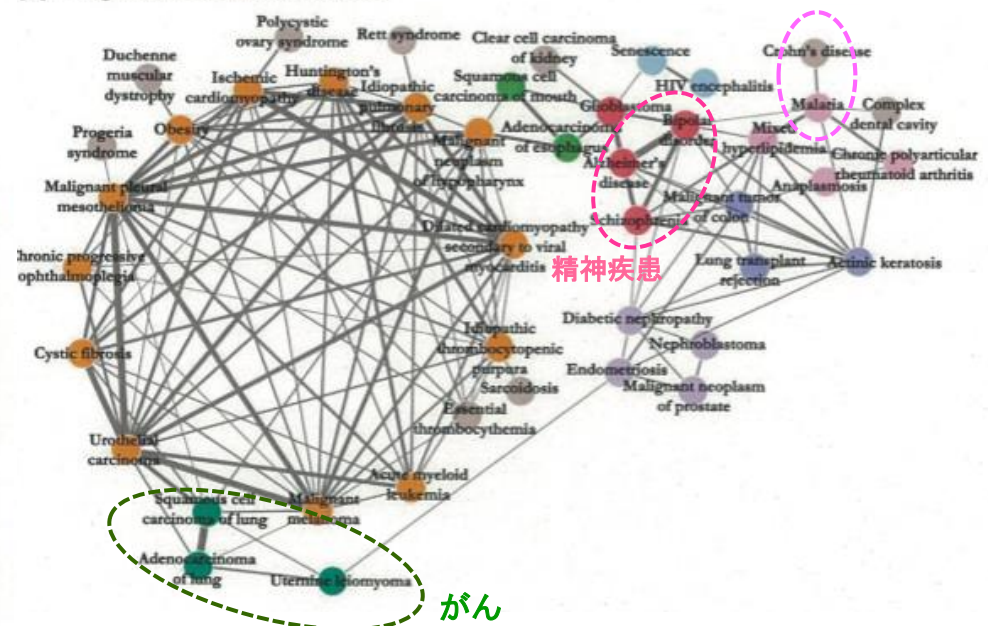 Polycystic
ovary syndrome
Rett syndrome
Clear cell carcinoma
of kidney
Senescence
Crohn's disease
Duchenne
muscular
dystrophy
Ischemic
cardiomyopathy
Huntington's
disease
Idiopathic
pulmonary
fibrosis
Squamous cell
carcinoma of mouth
HIV encephalitis
Glioblastoma
Malaria
Complex
dental cavity
Progeria
syndrome
Obesity
Malignant
neoplasm
of hypopharynx
Adenocarcinoma
of esophagus
Bipolar
disorder
Mixed
hyperlipidemia
Chronic polyarticular
rheumatoid arthritis
Alzheimer's
disease
Anaplasmosis
Malignant pleural
mesothelioma
Malignant tumor
of colon
Schizophrenia
Dilated cardiomyopathy
secondary to viral
myocarditis
精神疾患
Lung transplant
rejection
Actinic keratosis
hronic progressive
ophthalmoplegia
Diabetic nephropathy
Cystic fibrosis
Idiopathic
thrombocytopenic
purpura
Nephroblastoma
Endometriosis
Sarcoidosis
Malignant neoplasm
of prostate
Essential
thrombocythemia
Urothelial
carcinoma
Acute myeloid
leukemia
Squamous cell
carcinoma of lung
Malignant
melanoma
Adenocarcinoma
of lung
Uternine leiomyoma
がん